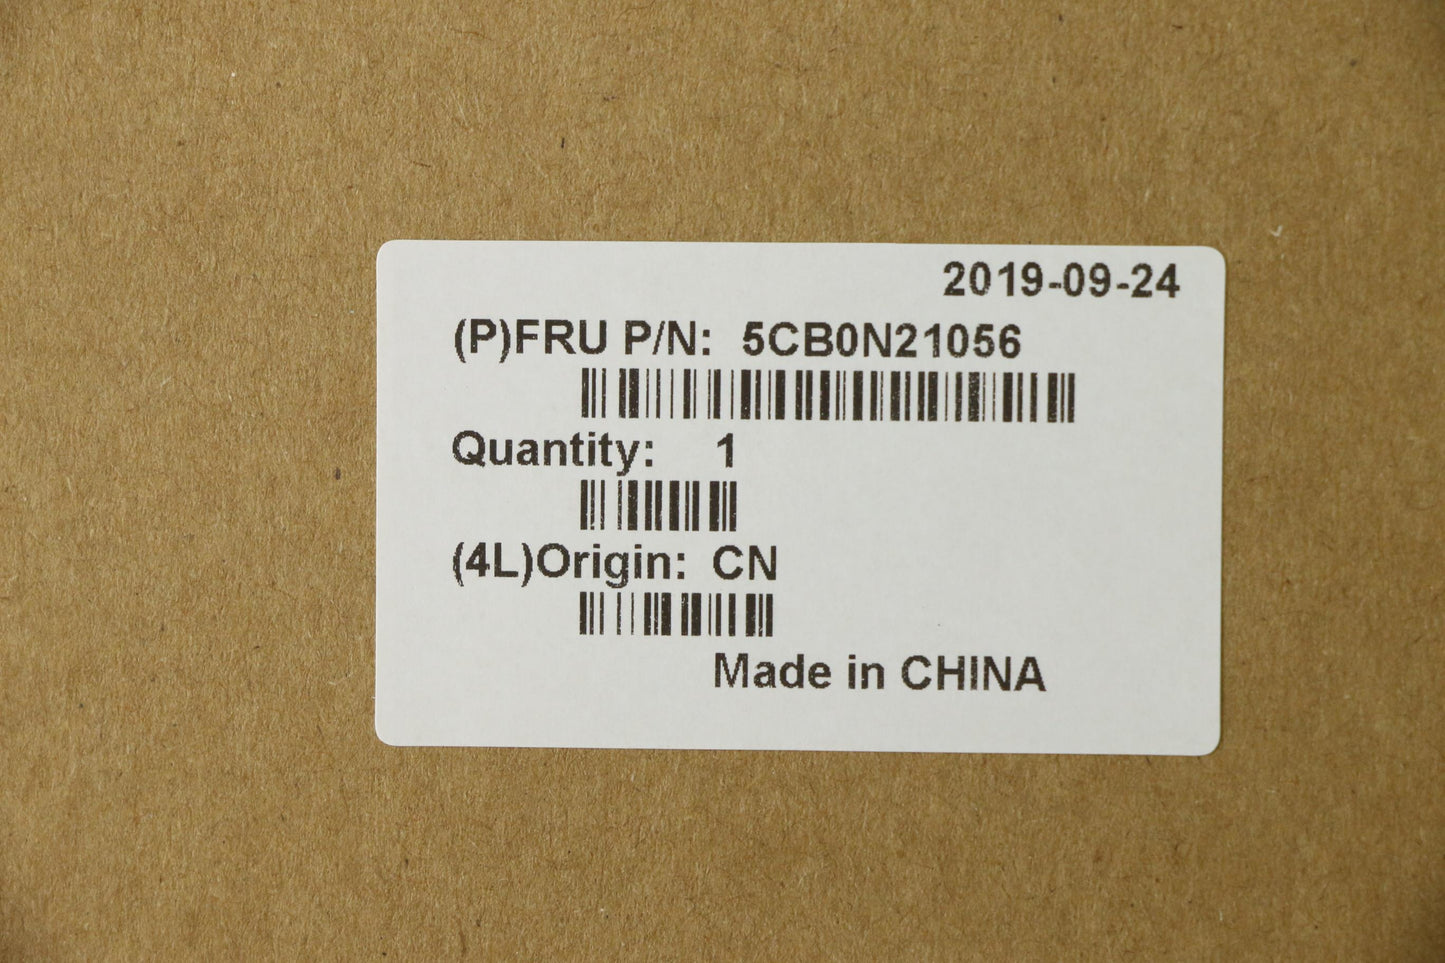 2019-09-24
(P)FRU P/N: 5CB0N21056
Quantity: 1
(4L)Origin: CN
Made in CHINA